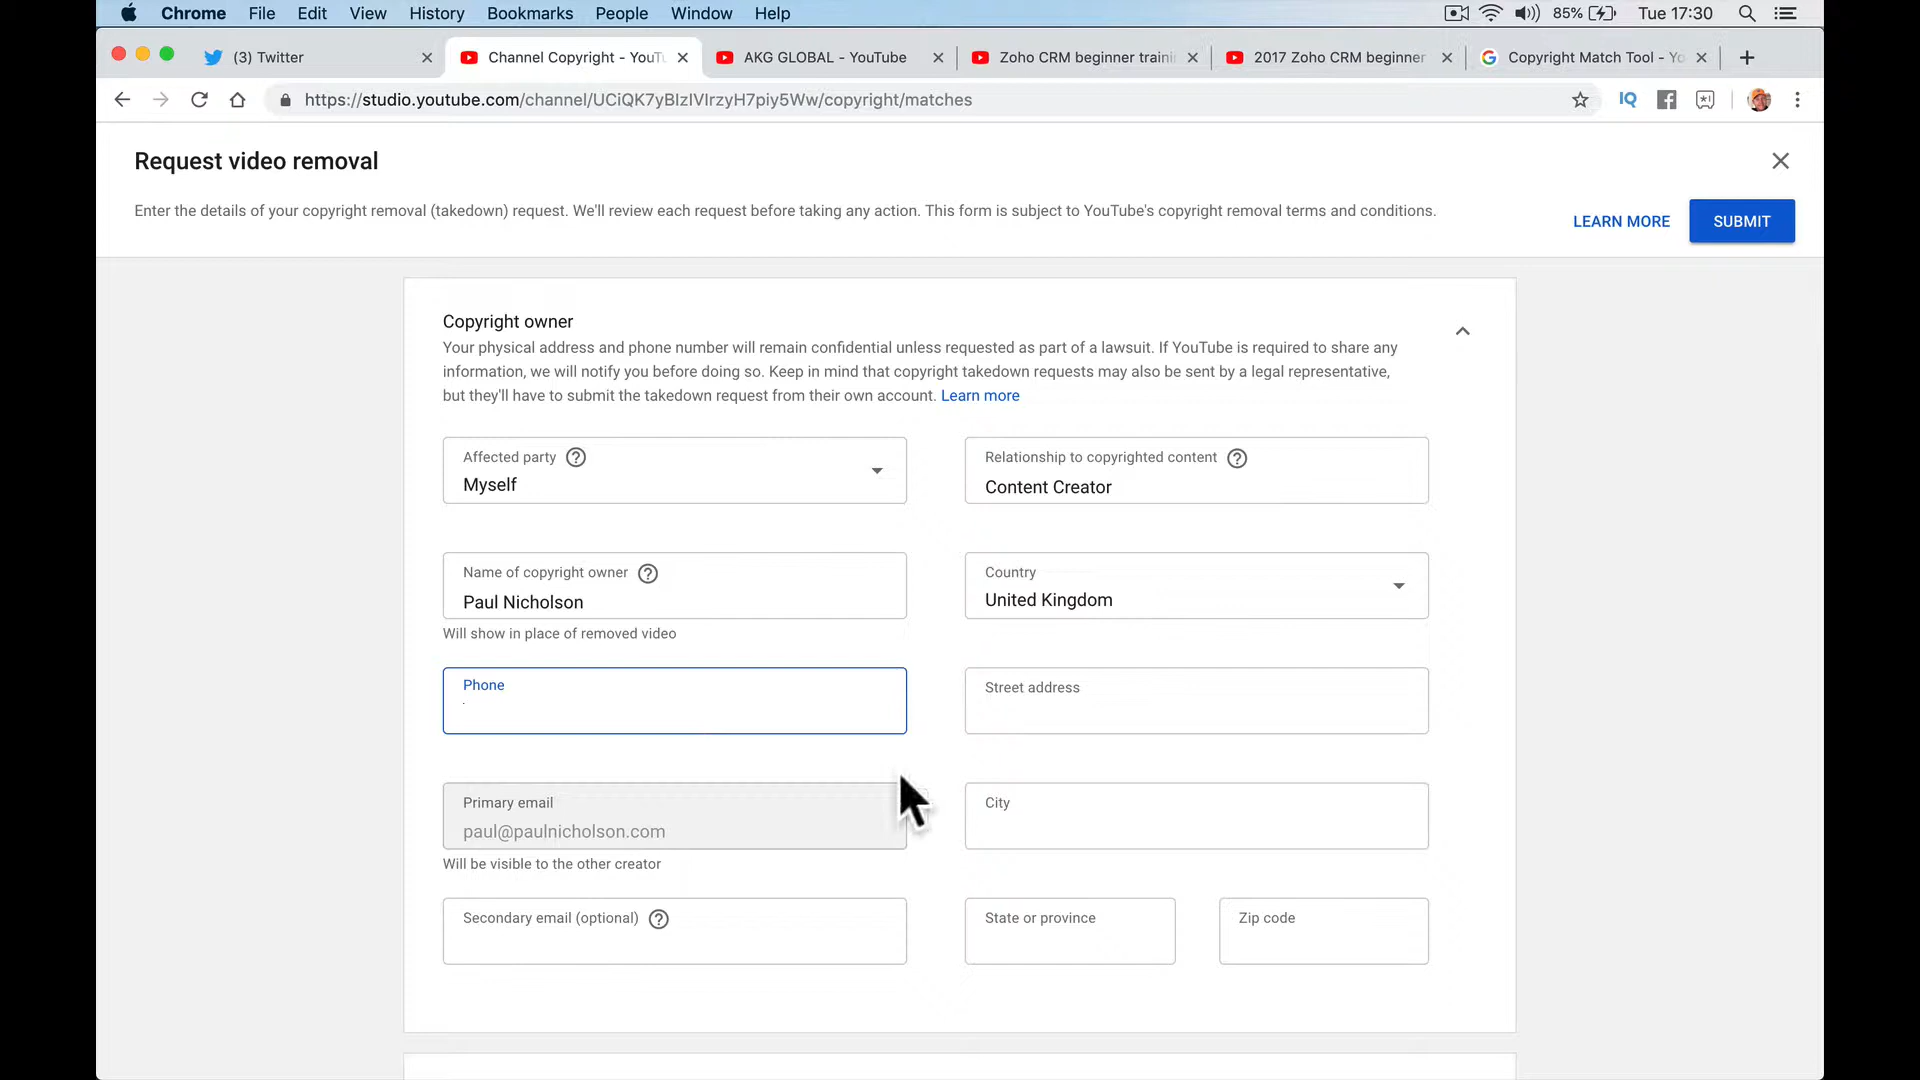 Chrome File Edit View History Bookmarks People Window Help 85% Tue 17:30
(3) Twitter Channel Copyright - YouTu AKG GLOBAL - YouTube Zoho CRM beginner traini 2017 Zoho CRM beginner Copyright Match Tool - Yo
https://studio.youtube.com/channel/UCiQK7yBIzIVIrzyH7piy5Ww/copyright/matches IQ
Request video removal
Enter the details of your copyright removal (takedown) request. We'll review each request before taking any action. This form is subject to YouTube's copyright removal terms and conditions.
LEARN MORE SUBMIT
Copyright owner
Your physical address and phone number will remain confidential unless requested as part of a lawsuit. If YouTube is required to share any
information, we will notify you before doing so. Keep in mind that copyright takedown requests may also be sent by a legal representative,
but they'll have to submit the takedown request from their own account. Learn more
Affected party Relationship to copyrighted content
Myself Content Creator
Name of copyright owner Country
Paul Nicholson United Kingdom
Will show in place of removed video
Phone Street address
Primary email City
paul@paulnicholson.com
Will be visible to the other creator
Secondary email (optional) State or province Zip code